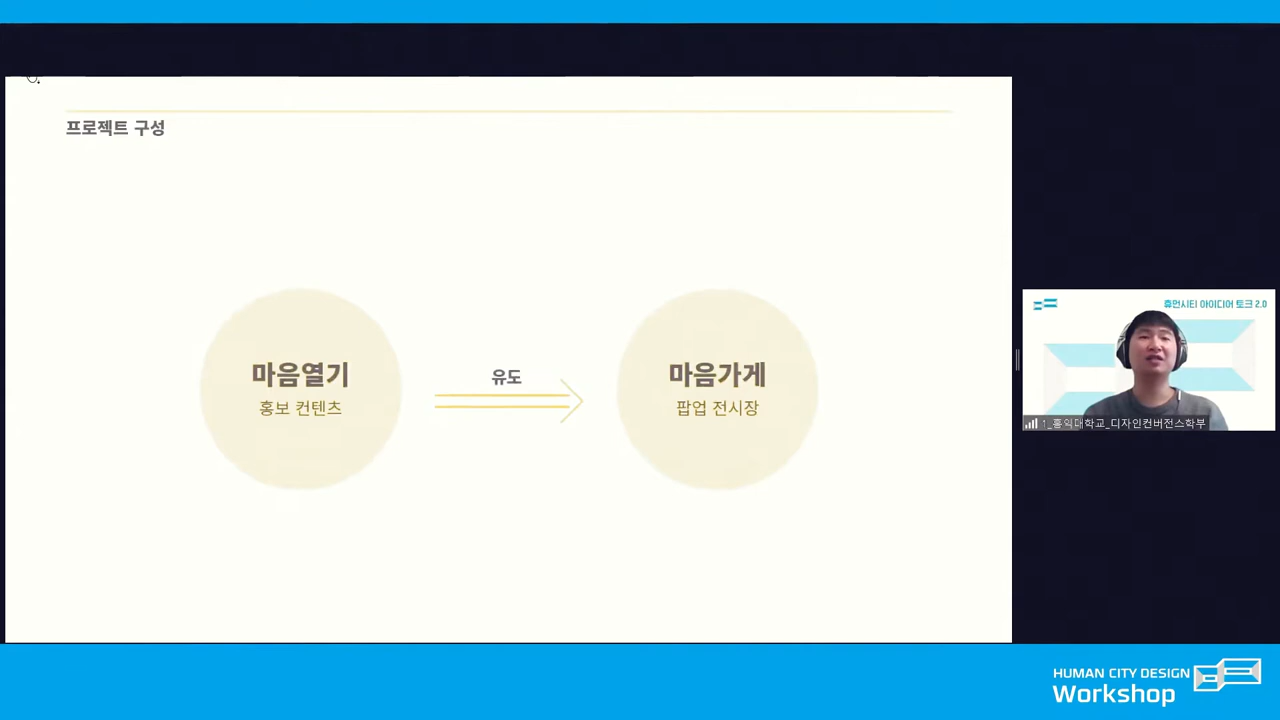 프로젝트 구성
마음열기
홍보 컨텐츠
유도
마음가게
팝업 전시장
휴먼시티 아이디어 토크 2.0
1_홍익대학교_디자인컨버전스학부
HUMAN CITY DESIGN
Workshop